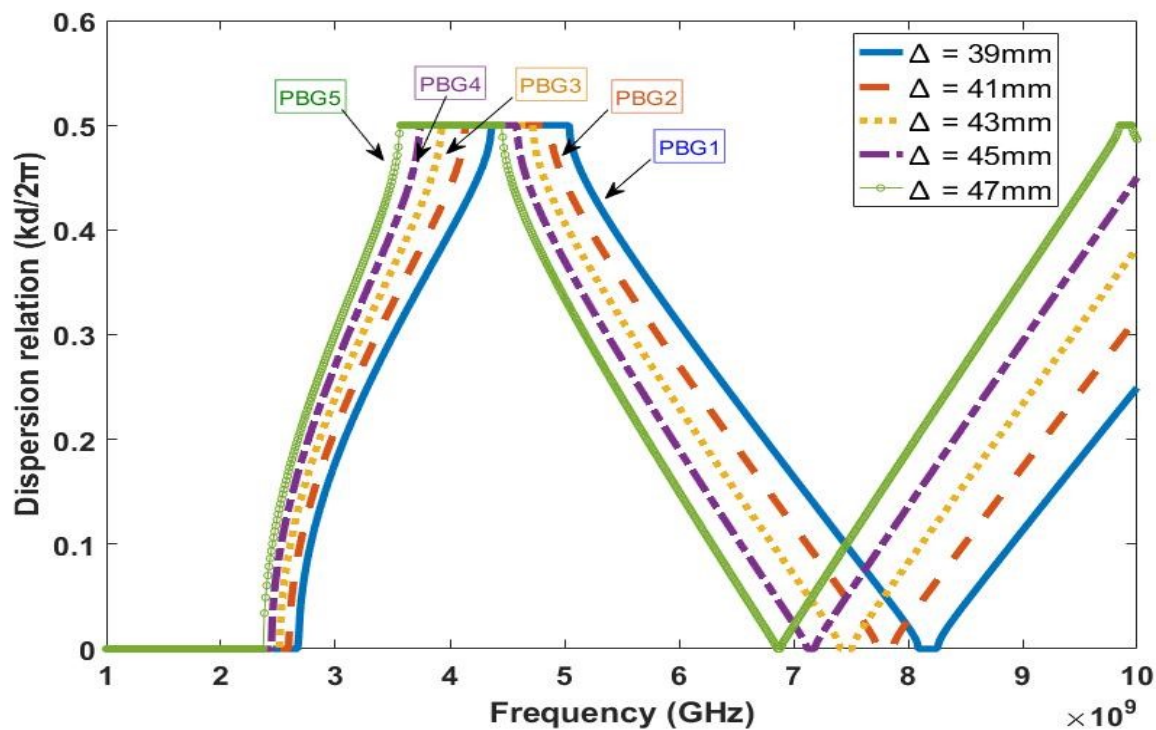 0.6
0.5
0.4
0.3
0.2
0.1
0
Dispersion relation (kd/2π)
PBG5
PBG4
PBG3
PBG2
PBG1
Δ = 39mm
Δ = 41mm
Δ = 43mm
Δ = 45mm
Δ = 47mm
1 2 3 4 5 6 7 8 9 10
Frequency (GHz)
×10⁹